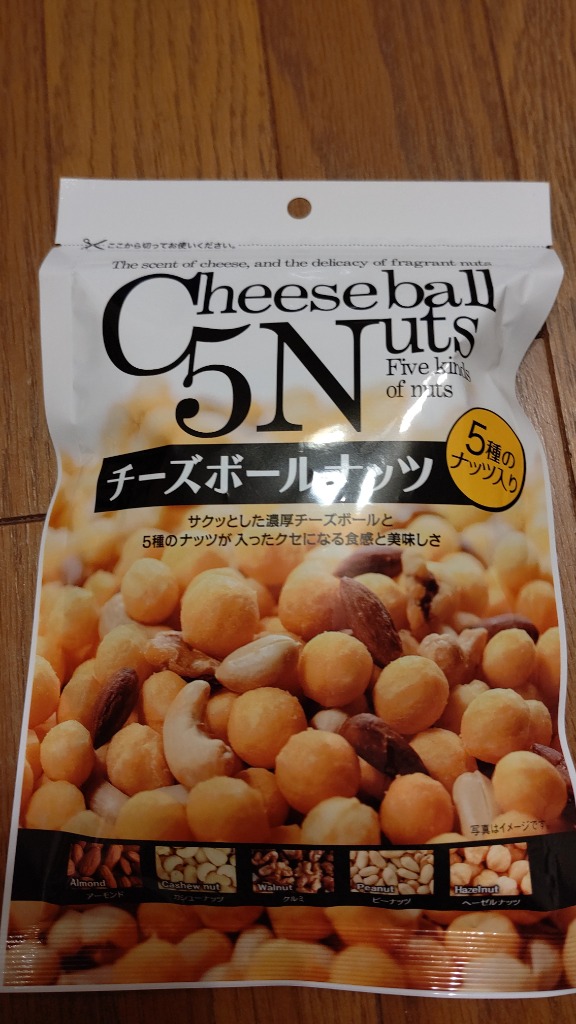 ここから切ってお使いください。
The scent of cheese, and the delicacy of fragrant nuts
Cheese ball
5Nuts
Five kinds
of nuts
チーズボールナッツ
5種の
ナッツ入り
サクッとした濃厚チーズボールと
5種のナッツが入ったクセになる食感と美味しさ
写真はイメージです
Almond
アーモンド
Cashew nut
カシューナッツ
Walnut
クルミ
Peanut
ピーナッツ
Hazelnut
ヘーゼルナッツ